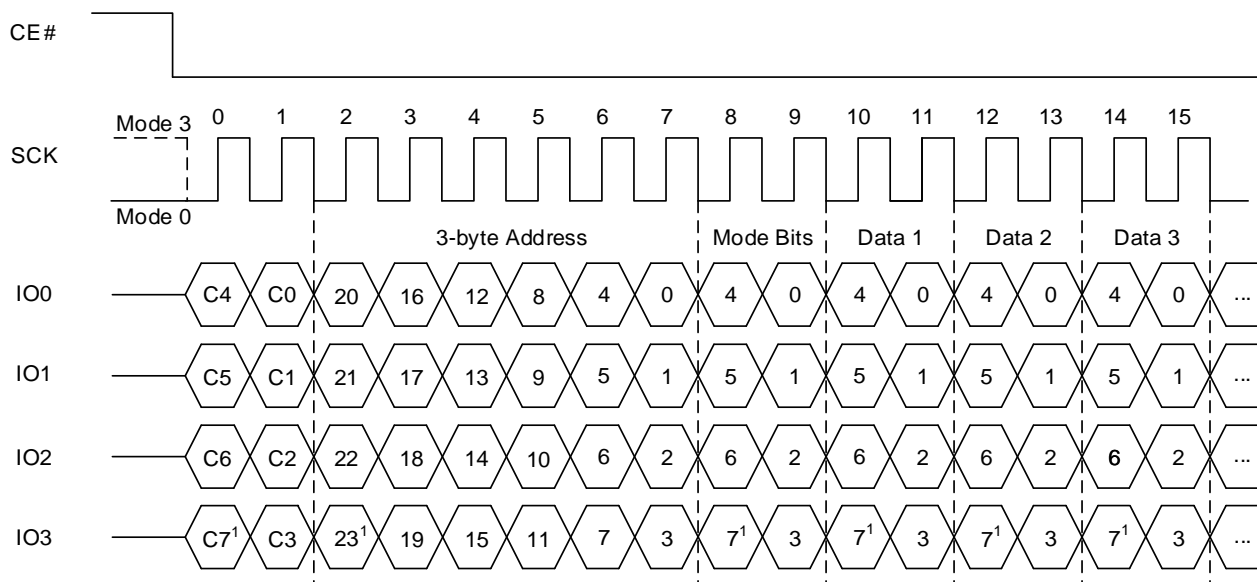 CE#
0 1 2 3 4 5 6 7 8 9 10 11 12 13 14 15
Mode 3
SCK
Mode 0
3-byte Address Mode Bits Data 1 Data 2 Data 3
IO0 C4 C0 20 16 12 8 4 0 4 0 4 0 4 0 4 0 ...
IO1 C5 C1 21 17 13 9 5 1 5 1 5 1 5 1 5 1 ...
IO2 C6 C2 22 18 14 10 6 2 6 2 6 2 6 2 6 2 ...
IO3 C7¹ C3 23¹ 19 15 11 7 3 7¹ 3 7¹ 3 7¹ 3 7¹ 3 ...